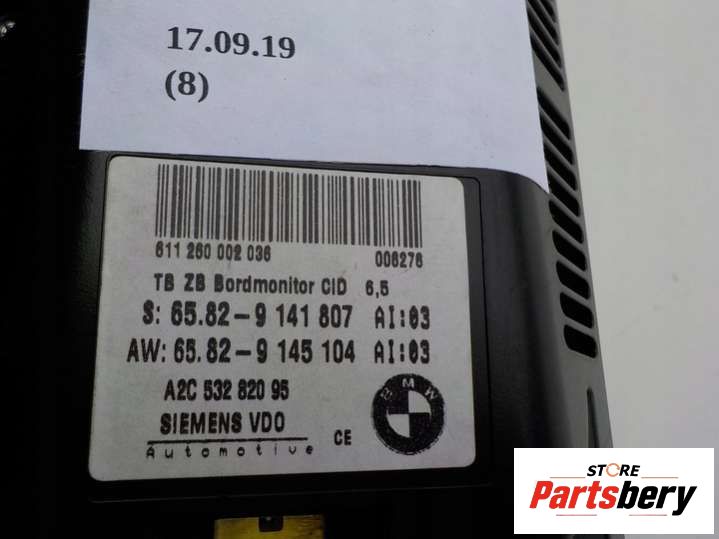 17.09.19
(8)
611 260 002 036 006276
TB ZB Bordmonitor CID 6,5
S: 65.82-9 141 807 AI:03
AW: 65.82-9 145 104 AI:03
A2C 532 820 95
SIEMENS VDO
Automotive CE
BMW
STORE
Partsbery